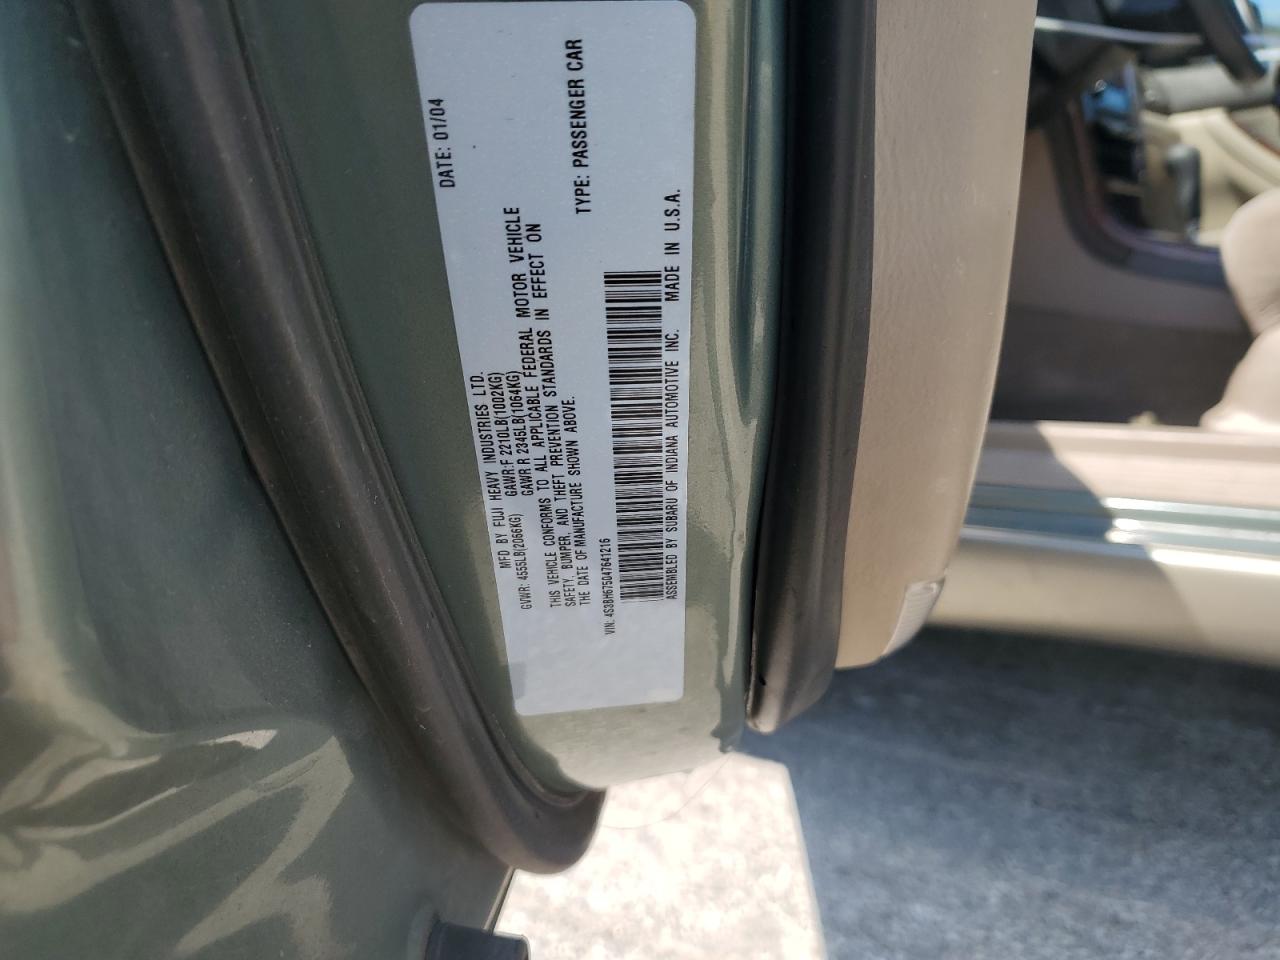 MFD BY FUJI HEAVY INDUSTRIES LTD. DATE: 01/04
GVWR: 4555LB(2066KG) GAWR:F 2210LB(1002KG)
GAWR R 2345LB(1064KG)
THIS VEHICLE CONFORMS TO ALL APPLICABLE FEDERAL MOTOR VEHICLE
SAFETY, BUMPER, AND THEFT PREVENTION STANDARDS IN EFFECT ON
THE DATE OF MANUFACTURE SHOWN ABOVE.
VIN: 4S3BH675047641216 TYPE: PASSENGER CAR
ASSEMBLED BY SUBARU OF INDIANA AUTOMOTIVE INC. MADE IN U.S.A.